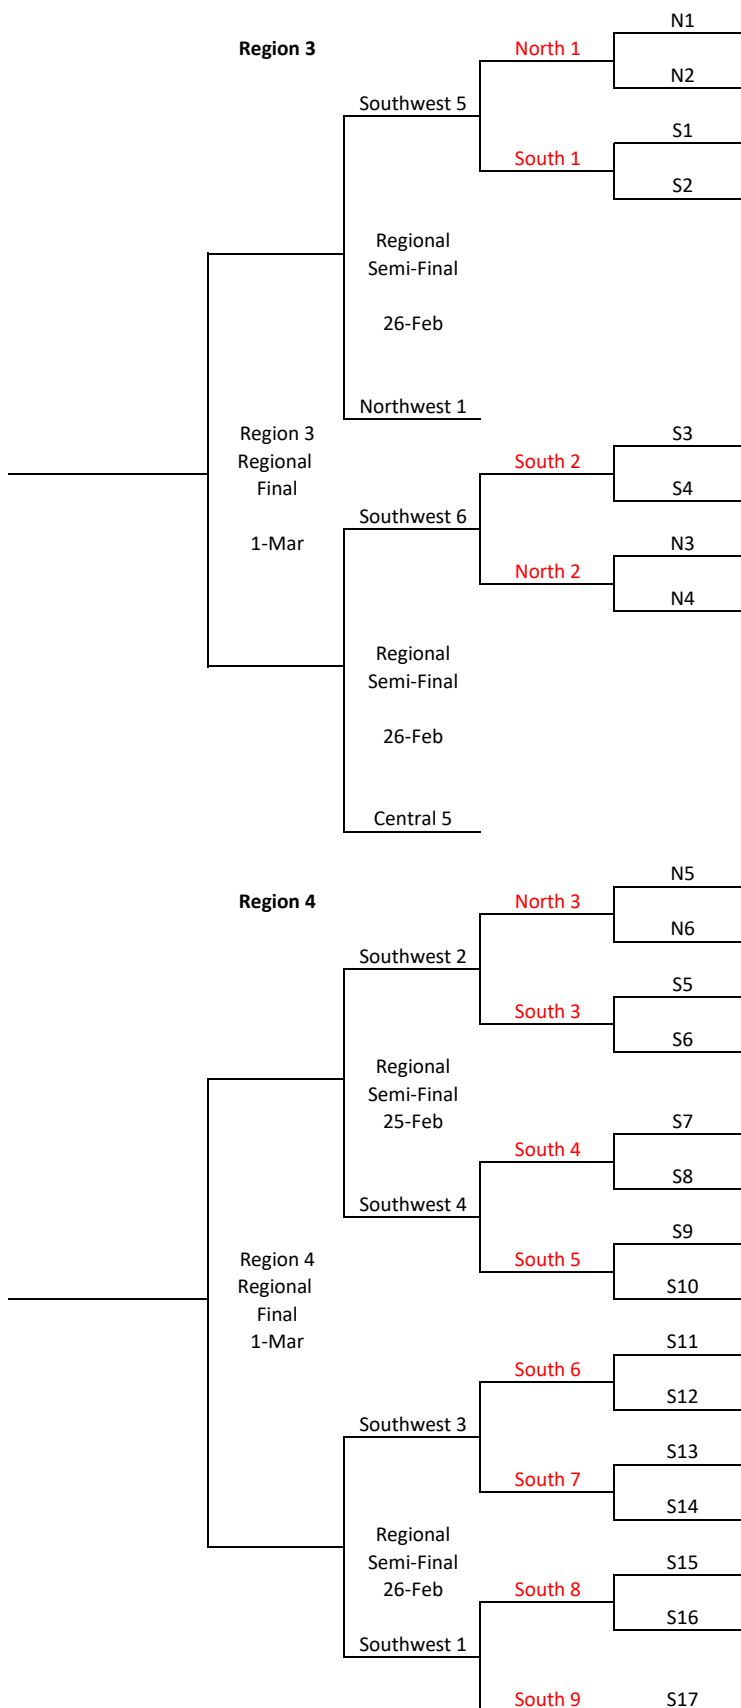 N1
Region 3
North 1
N2
Southwest 5
S1
South 1
S2
Regional
Semi-Final
26-Feb
Northwest 1
Region 3
Regional
Final
1-Mar
S3
South 2
S4
Southwest 6
N3
North 2
N4
Regional
Semi-Final
26-Feb
Central 5
N5
Region 4
North 3
N6
Southwest 2
S5
South 3
S6
Regional
Semi-Final
25-Feb
S7
South 4
S8
Southwest 4
S9
South 5
S10
Region 4
Regional
Final
1-Mar
S11
South 6
S12
Southwest 3
S13
South 7
S14
Regional
Semi-Final
26-Feb
S15
South 8
S16
Southwest 1
South 9
S17